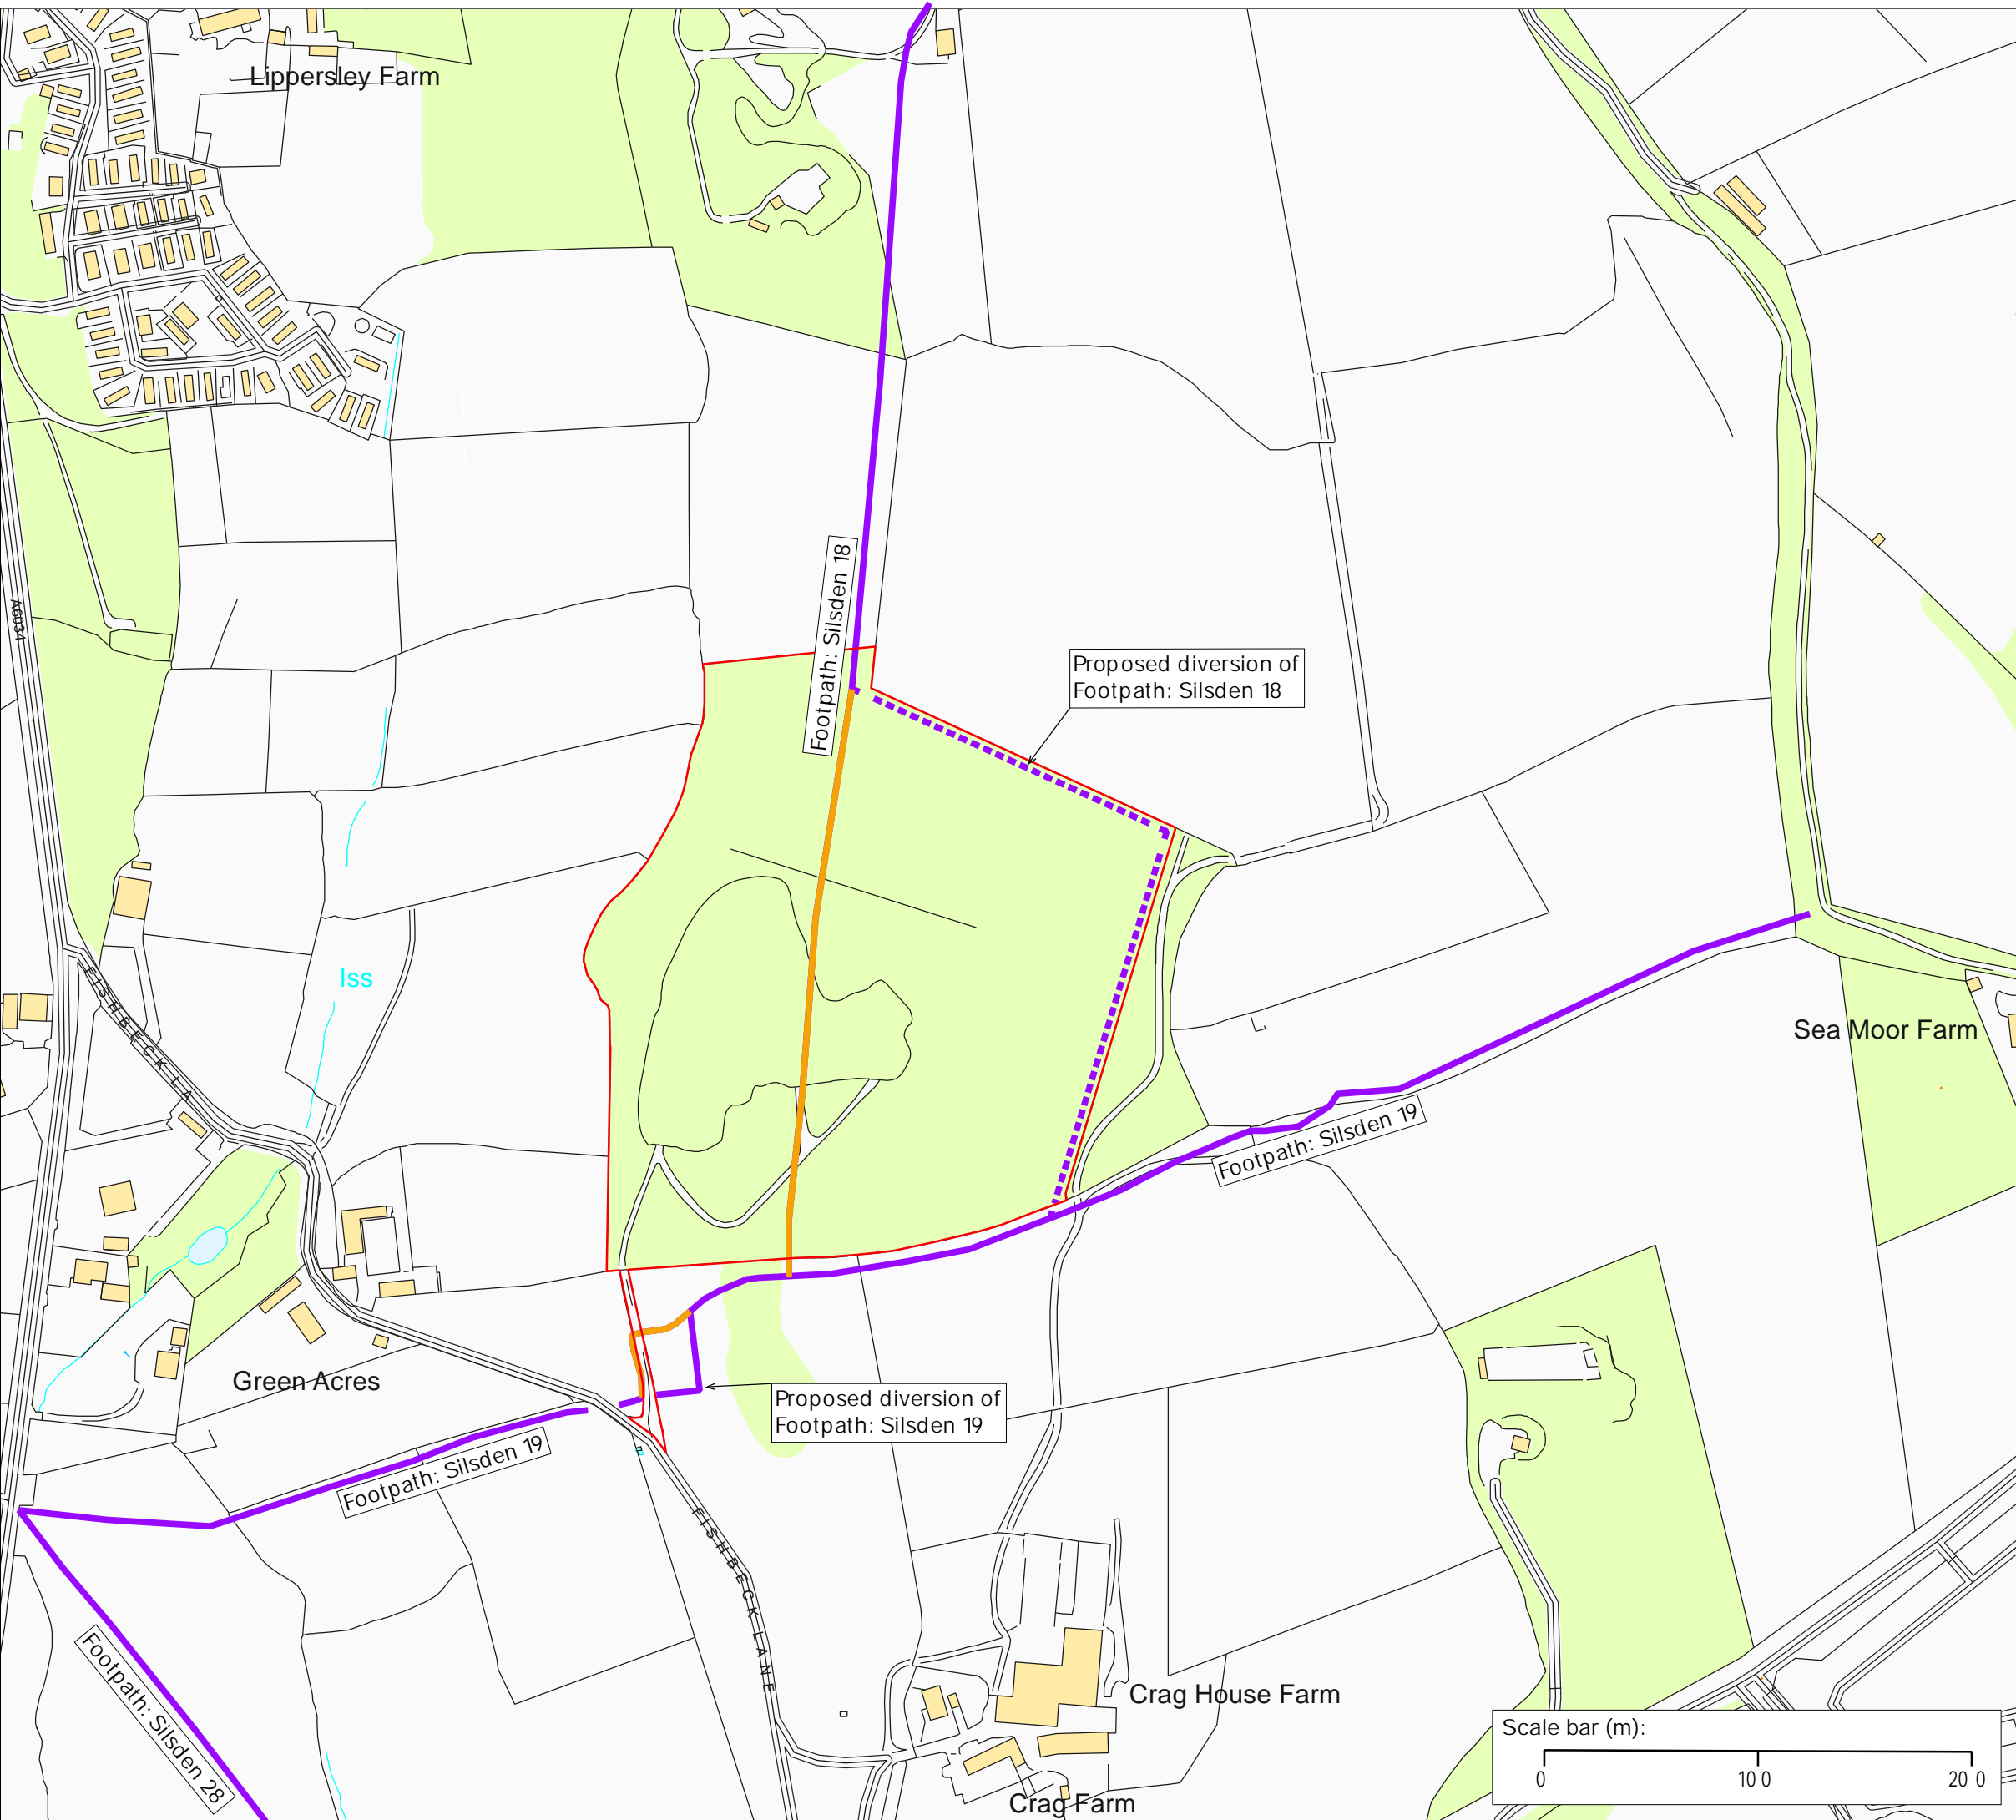 Lippersley Farm
A6034
Footpath: Silsden 18
Proposed diversion of
Footpath: Silsden 18
Iss
FISHBECK LA
Sea Moor Farm
Footpath: Silsden 19
Green Acres
Proposed diversion of
Footpath: Silsden 19
Footpath: Silsden 19
FISHBECK LANE
Footpath: Silsden 28
Crag House Farm
Crag Farm
Scale bar (m):
0 100 200